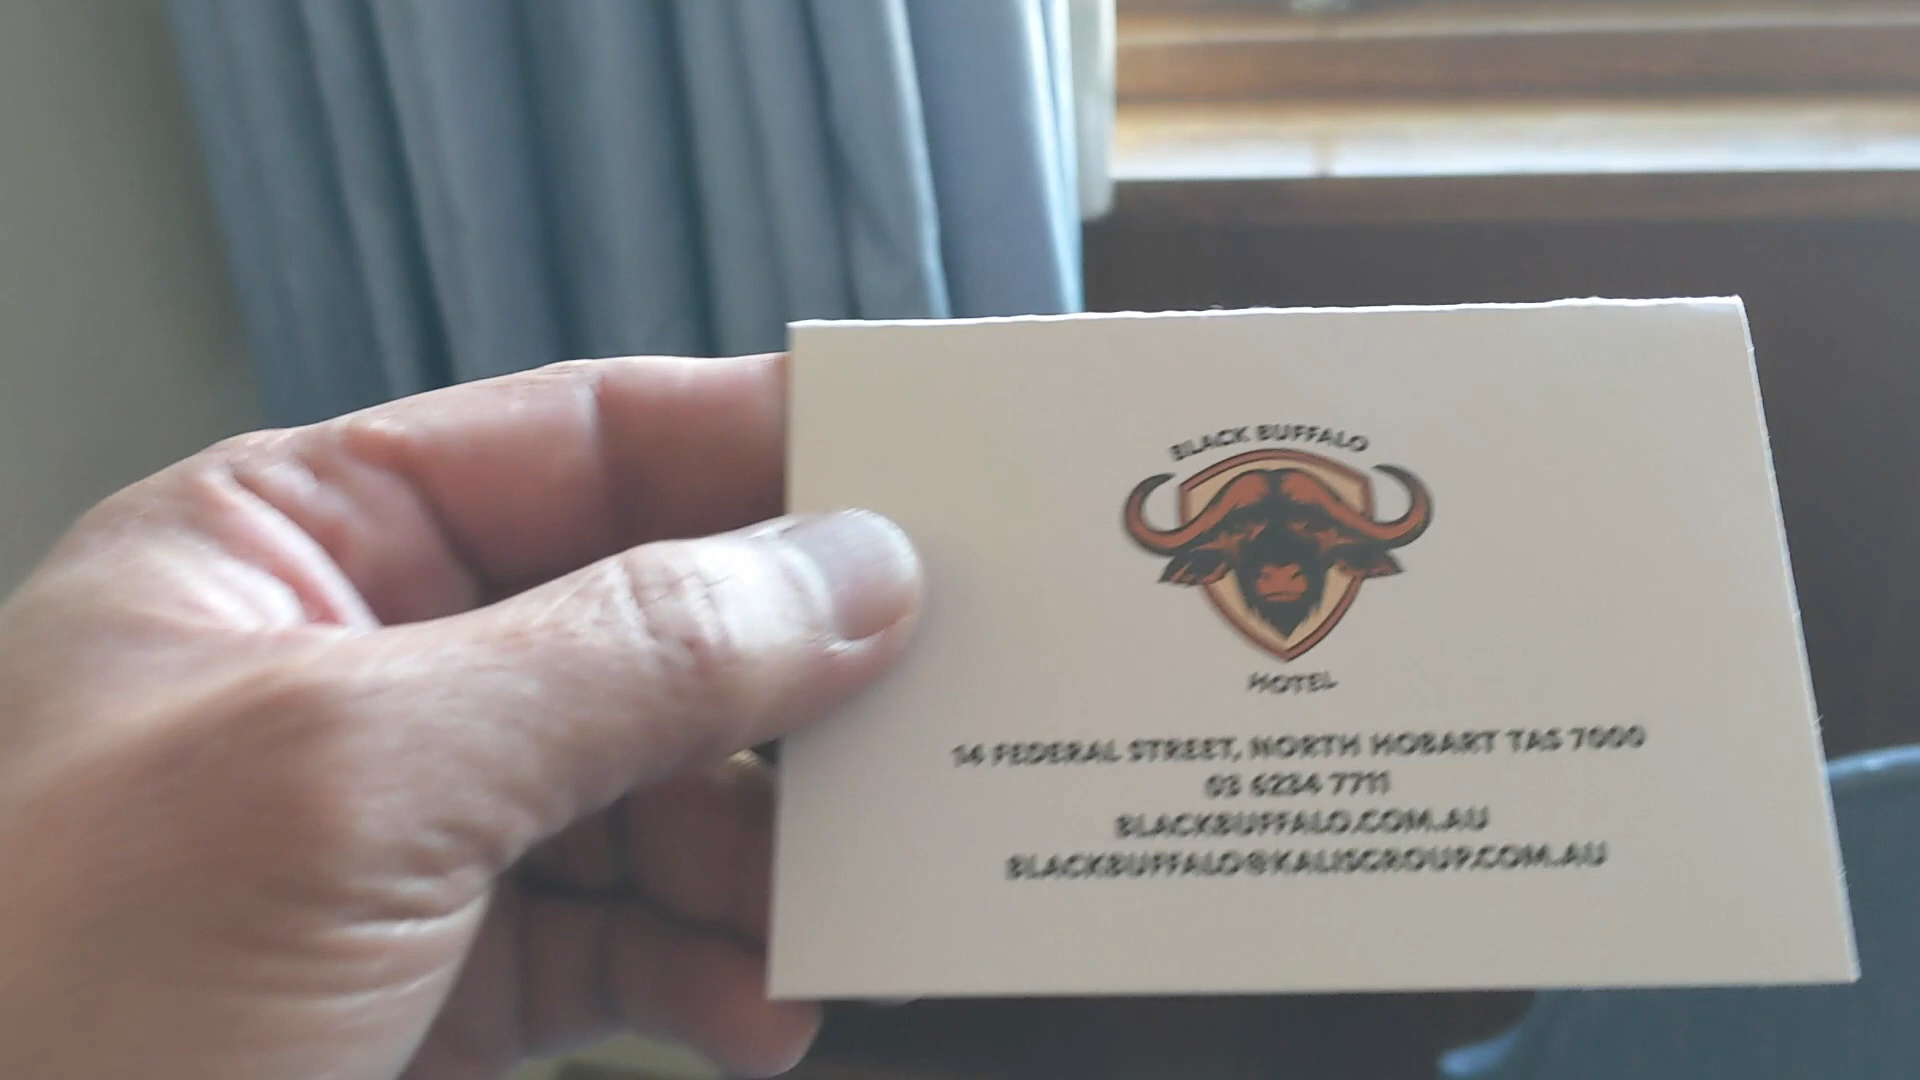 BLACK BUFFALO
HOTEL
14 FEDERAL STREET, NORTH HOBART TAS 7000
03 6234 7711
BLACKBUFFALO.COM.AU
BLACKBUFFALO@KALISGROUP.COM.AU